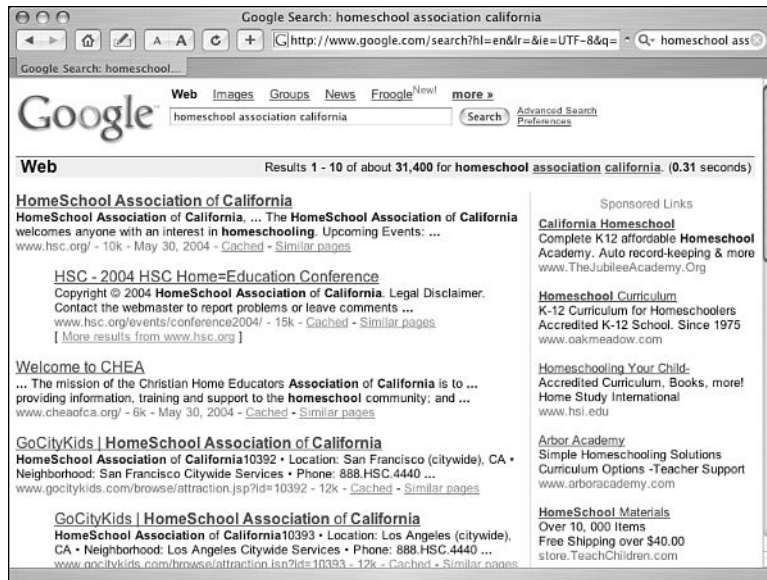 Google Search: homeschool association california
A A C + G http://www.google.com/search?hl=en&lr=&ie=UTF-8&q= Q homeschool ass
Google Search: homeschool...
Google™
Web Images Groups News Froogle New! more »
homeschool association california Search Advanced Search
Preferences
Web Results 1 - 10 of about 31,400 for homeschool association california. (0.31 seconds)
HomeSchool Association of California
HomeSchool Association of California, ... The HomeSchool Association of California
welcomes anyone with an interest in homeschooling. Upcoming Events: ...
www.hsc.org/ - 10k - May 30, 2004 - Cached - Similar pages
HSC - 2004 HSC Home=Education Conference
Copyright © 2004 HomeSchool Association of California. Legal Disclaimer.
Contact the webmaster to report problems or leave comments ...
www.hsc.org/events/conference2004/ - 15k - Cached - Similar pages
[ More results from www.hsc.org ]
Welcome to CHEA
... The mission of the Christian Home Educators Association of California is to ...
providing information, training and support to the homeschool community; and ...
www.cheaofca.org/ - 6k - May 30, 2004 - Cached - Similar pages
GoCityKids | HomeSchool Association of California
HomeSchool Association of California10392 • Location: San Francisco (citywide), CA •
Neighborhood: San Francisco Citywide Services • Phone: 888.HSC.4440 ...
www.gocitykids.com/browse/attraction.jsp?id=10392 - 12k - Cached - Similar pages
GoCityKids | HomeSchool Association of California
HomeSchool Association of California10393 • Location: Los Angeles (citywide),
CA • Neighborhood: Los Angeles Citywide Services • Phone: 888.HSC.4440 ...
www.gocitykids.com/browse/attraction.jsp?id=10393 - 12k - Cached - Similar pages
Sponsored Links
California Homeschool
Complete K12 affordable Homeschool
Academy. Auto record-keeping & more
www.TheJubileeAcademy.Org
Homeschool Curriculum
K-12 Curriculum for Homeschoolers
Accredited K-12 School. Since 1975
www.oakmeadow.com
Homeschooling Your Child-
Accredited Curriculum, Books, more!
Home Study International
www.hsi.edu
Arbor Academy
Simple Homeschooling Solutions
Curriculum Options -Teacher Support
www.arboracademy.com
HomeSchool Materials
Over 10, 000 Items
Free Shipping over $40.00
store.TeachChildren.com